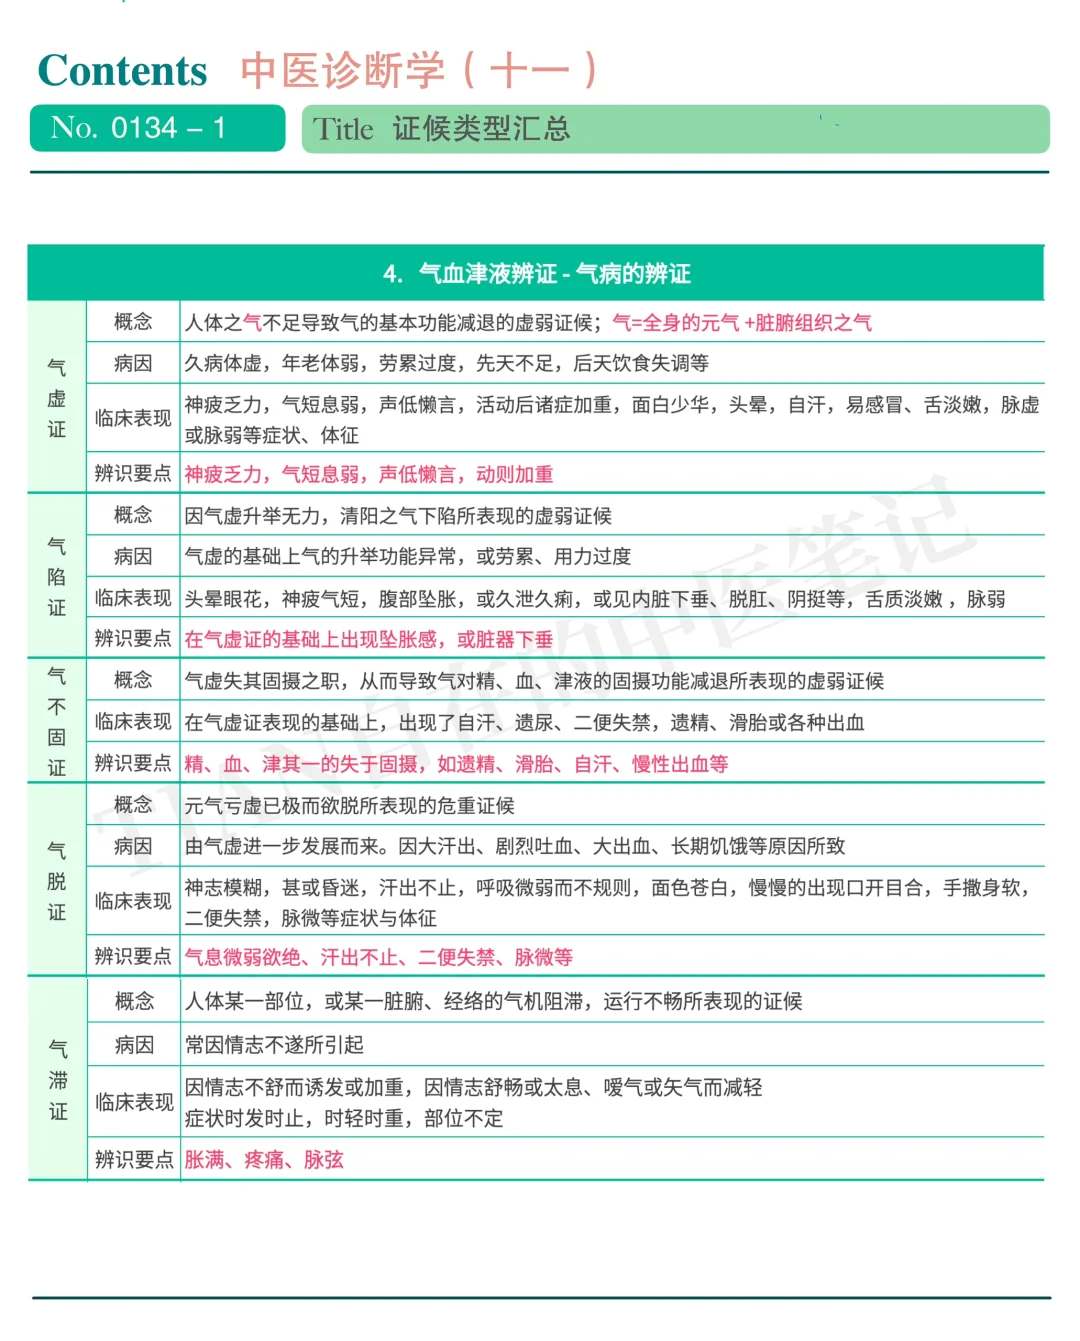 Contents 中医诊断学（十一）
No. 0134 – 1
Title 证候类型汇总
4. 气血津液辨证 - 气病的辨证
气虚证
概念 人体之气不足导致气的基本功能减退的虚弱证候；气=全身的元气 +脏腑组织之气
病因 久病体虚，年老体弱，劳累过度，先天不足，后天饮食失调等
临床表现 神疲乏力，气短息弱，声低懒言，活动后诸症加重，面白少华，头晕，自汗，易感冒、舌淡嫩，脉虚
或脉弱等症状、体征
辨识要点 神疲乏力，气短息弱，声低懒言，动则加重
气陷证
概念 因气虚升举无力，清阳之气下陷所表现的虚弱证候
病因 气虚的基础上气的升举功能异常，或劳累、用力过度
临床表现 头晕眼花，神疲气短，腹部坠胀，或久泄久痢，或见内脏下垂、脱肛、阴挺等，舌质淡嫩 ，脉弱
辨识要点 在气虚证的基础上出现坠胀感，或脏器下垂
气不固证
概念 气虚失其固摄之职，从而导致气对精、血、津液的固摄功能减退所表现的虚弱证候
临床表现 在气虚证表现的基础上，出现了自汗、遗尿、二便失禁，遗精、滑胎或各种出血
辨识要点 精、血、津其一的失于固摄，如遗精、滑胎、自汗、慢性出血等
气脱证
概念 元气亏虚已极而欲脱所表现的危重证候
病因 由气虚进一步发展而来。因大汗出、剧烈吐血、大出血、长期饥饿等原因所致
临床表现 神志模糊，甚或昏迷，汗出不止，呼吸微弱而不规则，面色苍白，慢慢的出现口开目合，手撒身软，
二便失禁，脉微等症状与体征
辨识要点 气息微弱欲绝、汗出不止、二便失禁、脉微等
气滞证
概念 人体某一部位，或某一脏腑、经络的气机阻滞，运行不畅所表现的证候
病因 常因情志不遂所引起
临床表现 因情志不舒而诱发或加重，因情志舒畅或太息、嗳气或矢气而减轻
症状时发时止，时轻时重，部位不定
辨识要点 胀满、疼痛、脉弦
TIAN自在的中医笔记